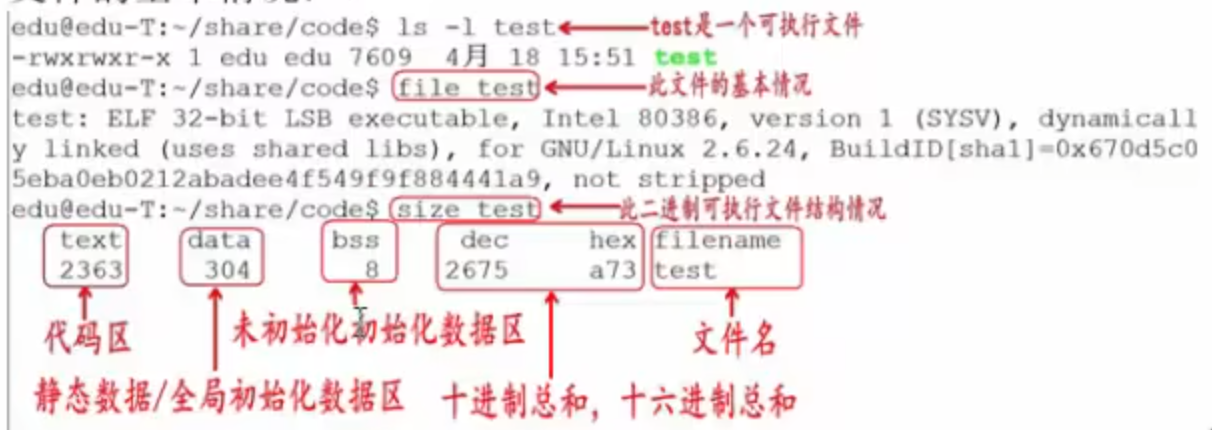 edu@edu-T:~/share/code$ ls -l test test是一个可执行文件
-rwxrwxr-x 1 edu edu 7609 4月 18 15:51 test
edu@edu-T:~/share/code$ file test 此文件的基本情况
test: ELF 32-bit LSB executable, Intel 80386, version 1 (SYSV), dynamicall
y linked (uses shared libs), for GNU/Linux 2.6.24, BuildID[sha1]=0x670d5c0
5eba0eb0212abadee4f549f9f884441a9, not stripped
edu@edu-T:~/share/code$ size test 此二进制可执行文件结构情况
text data bss dec hex filename
2363 304 8 2675 a73 test
代码区 未初始化初始化数据区 文件名
静态数据/全局初始化数据区 十进制总和，十六进制总和